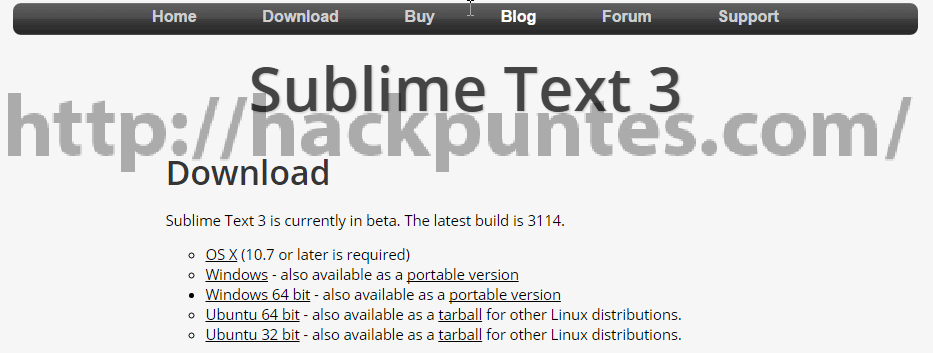 Home Download Buy Blog Forum Support
Sublime Text 3
http://hackpuntes.com/
Download
Sublime Text 3 is currently in beta. The latest build is 3114.
OS X (10.7 or later is required)
Windows - also available as a portable version
Windows 64 bit - also available as a portable version
Ubuntu 64 bit - also available as a tarball for other Linux distributions.
Ubuntu 32 bit - also available as a tarball for other Linux distributions.